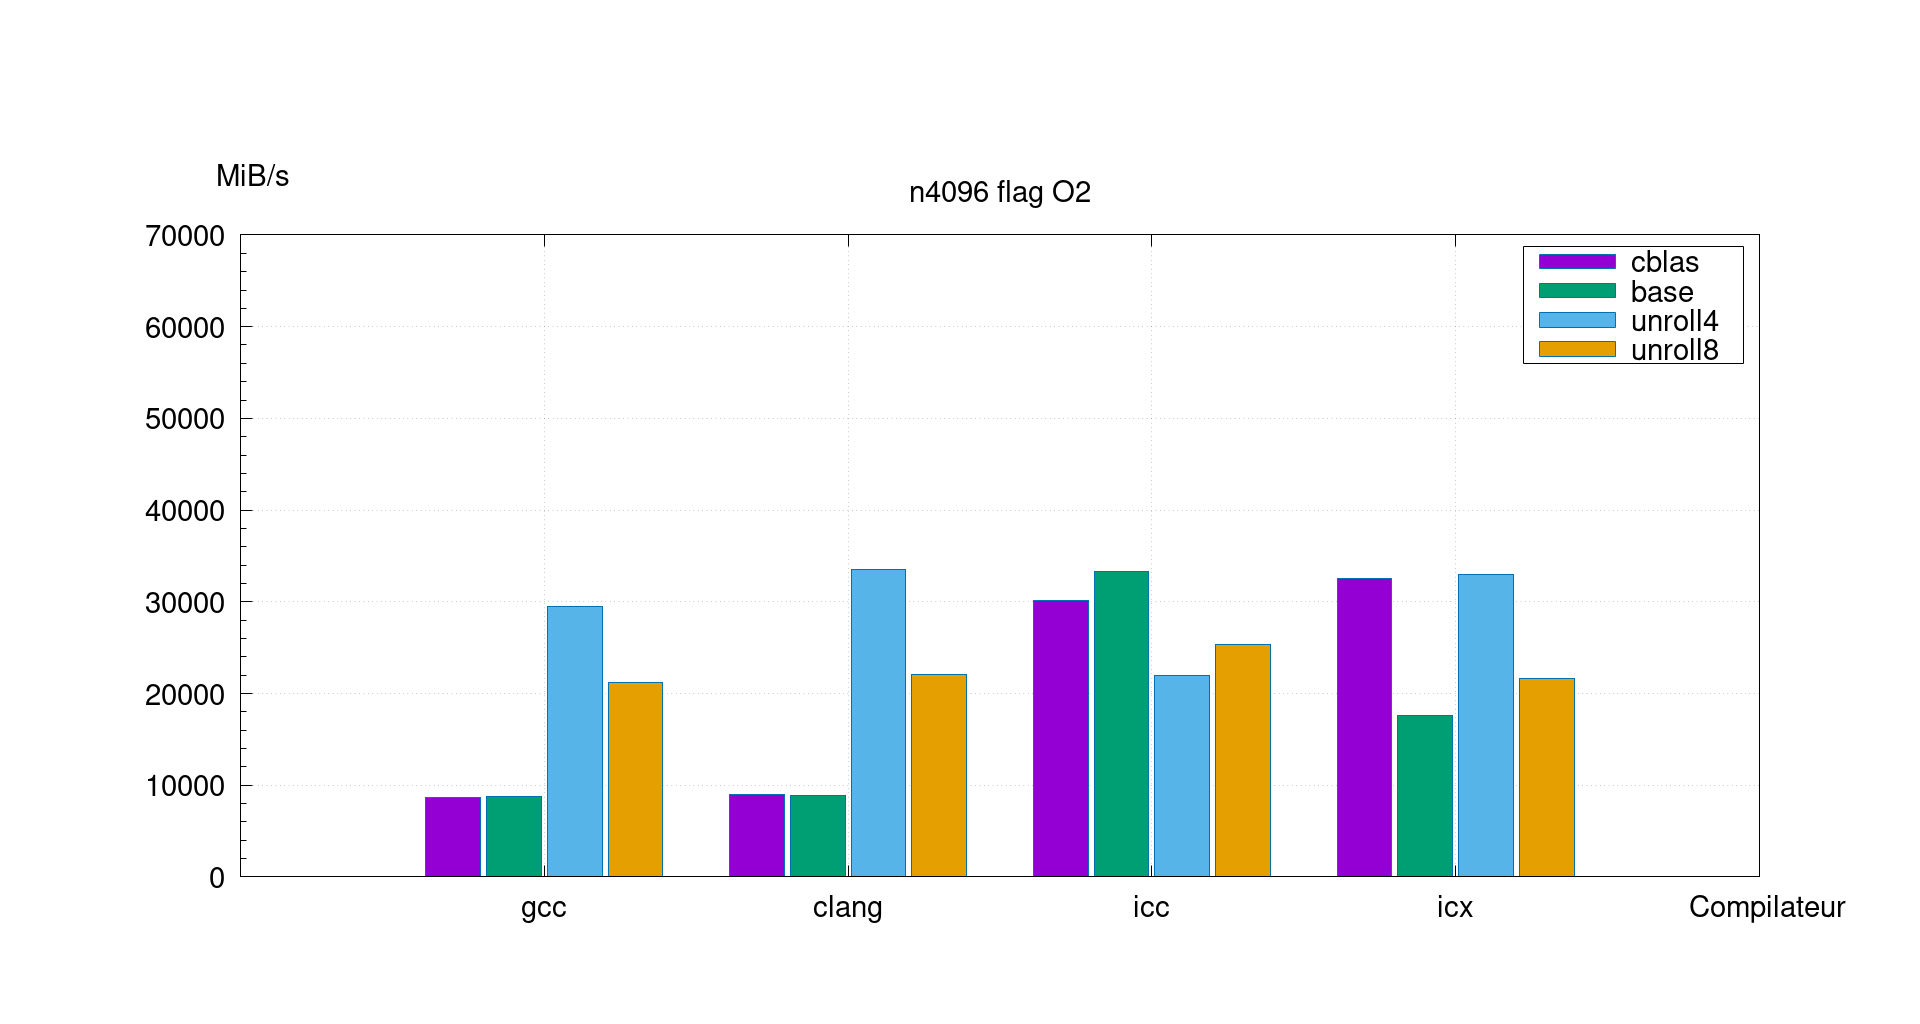 MiB/s
n4096 flag O2
70000
60000
50000
40000
30000
20000
10000
0
cblas
base
unroll4
unroll8
gcc clang icc icx Compilateur